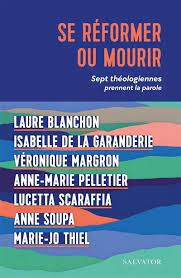 SE RÉFORMER
OU MOURIR
Sept théologiennes
prennent la parole
LAURE BLANCHON
ISABELLE DE LA GARANDERIE
VÉRONIQUE MARGRON
ANNE-MARIE PELLETIER
LUCETTA SCARAFFIA
ANNE SOUPA
MARIE-JO THIEL
SALVATOR